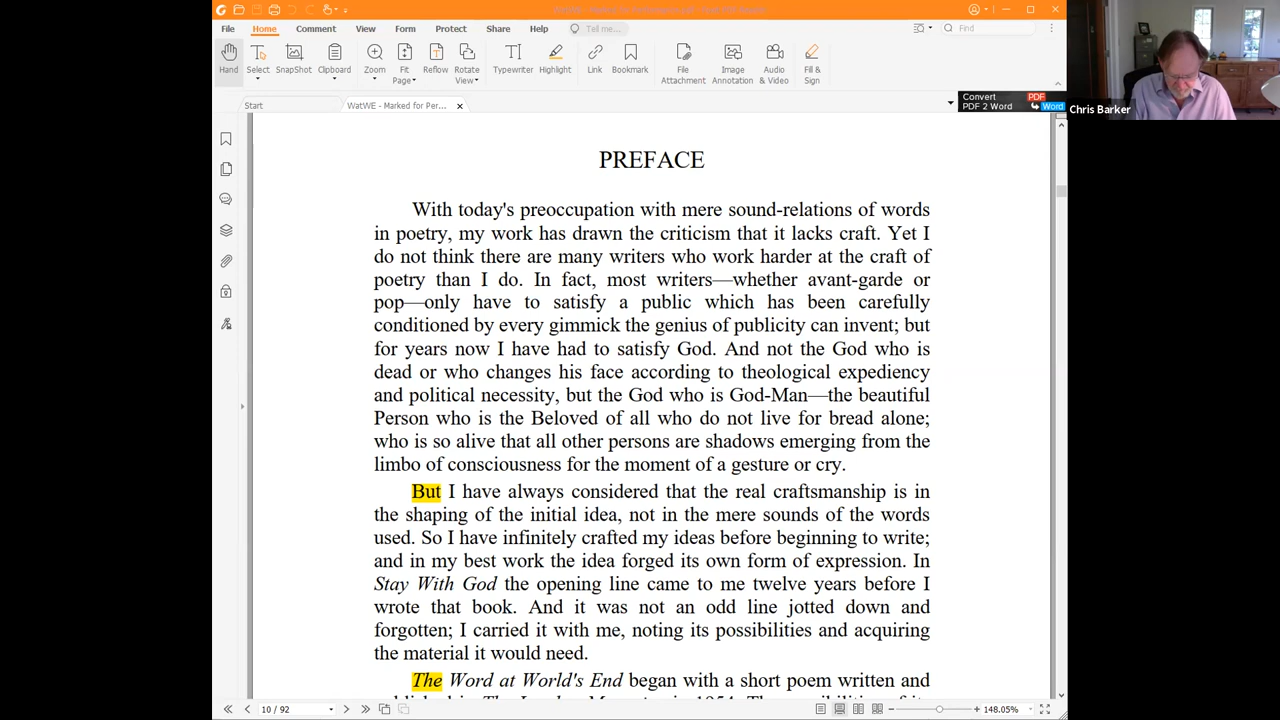 File Home Comment View Form Protect Share Help Tell me... Find
Hand Select SnapShot Clipboard Zoom Fit Page Reflow Rotate View Typewriter Highlight Link Bookmark File Attachment Image Annotation Audio & Video Fill & Sign
Start WatWE - Marked for Per...
Convert PDF
PDF 2 Word Word
Chris Barker
PREFACE
With today's preoccupation with mere sound-relations of words
in poetry, my work has drawn the criticism that it lacks craft. Yet I
do not think there are many writers who work harder at the craft of
poetry than I do. In fact, most writers—whether avant-garde or
pop—only have to satisfy a public which has been carefully
conditioned by every gimmick the genius of publicity can invent; but
for years now I have had to satisfy God. And not the God who is
dead or who changes his face according to theological expediency
and political necessity, but the God who is God-Man—the beautiful
Person who is the Beloved of all who do not live for bread alone;
who is so alive that all other persons are shadows emerging from the
limbo of consciousness for the moment of a gesture or cry.
But I have always considered that the real craftsmanship is in
the shaping of the initial idea, not in the mere sounds of the words
used. So I have infinitely crafted my ideas before beginning to write;
and in my best work the idea forged its own form of expression. In
Stay With God the opening line came to me twelve years before I
wrote that book. And it was not an odd line jotted down and
forgotten; I carried it with me, noting its possibilities and acquiring
the material it would need.
The Word at World's End began with a short poem written and
10 / 92 148.05%